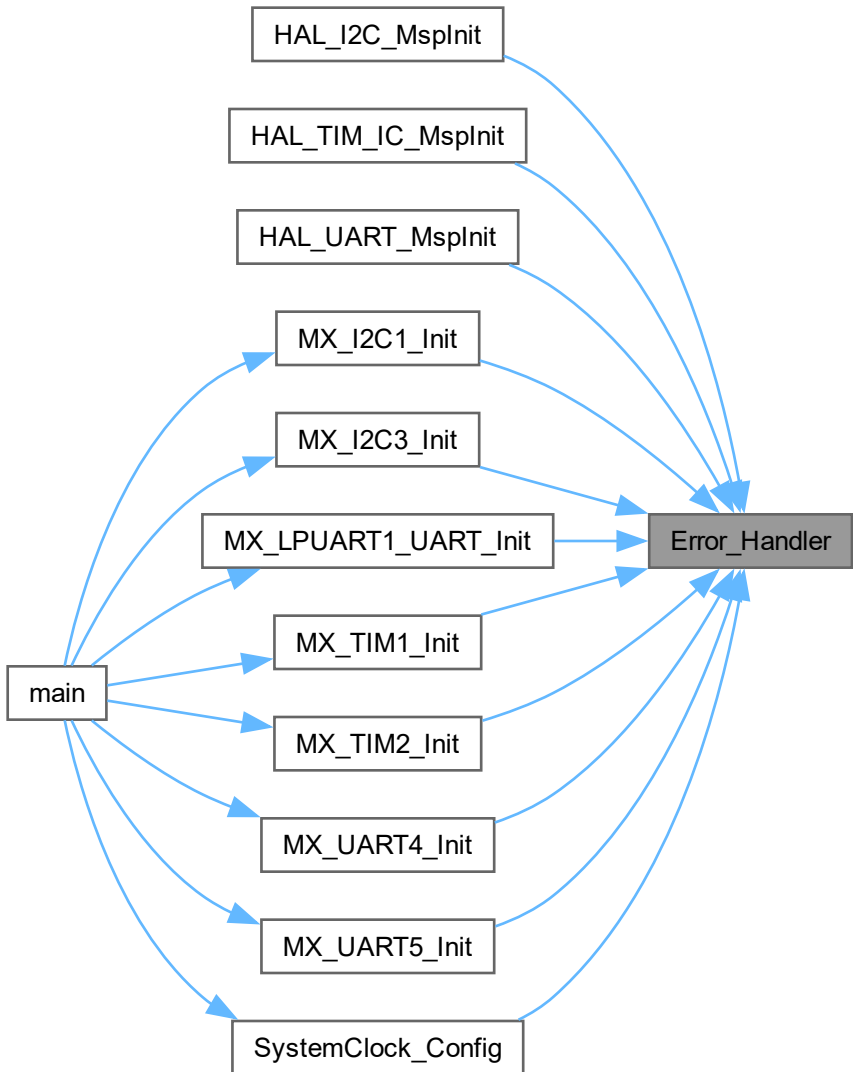 HAL_I2C_MspInit
HAL_TIM_IC_MspInit
HAL_UART_MspInit
MX_I2C1_Init
MX_I2C3_Init
MX_LPUART1_UART_Init
Error_Handler
MX_TIM1_Init
main
MX_TIM2_Init
MX_UART4_Init
MX_UART5_Init
SystemClock_Config